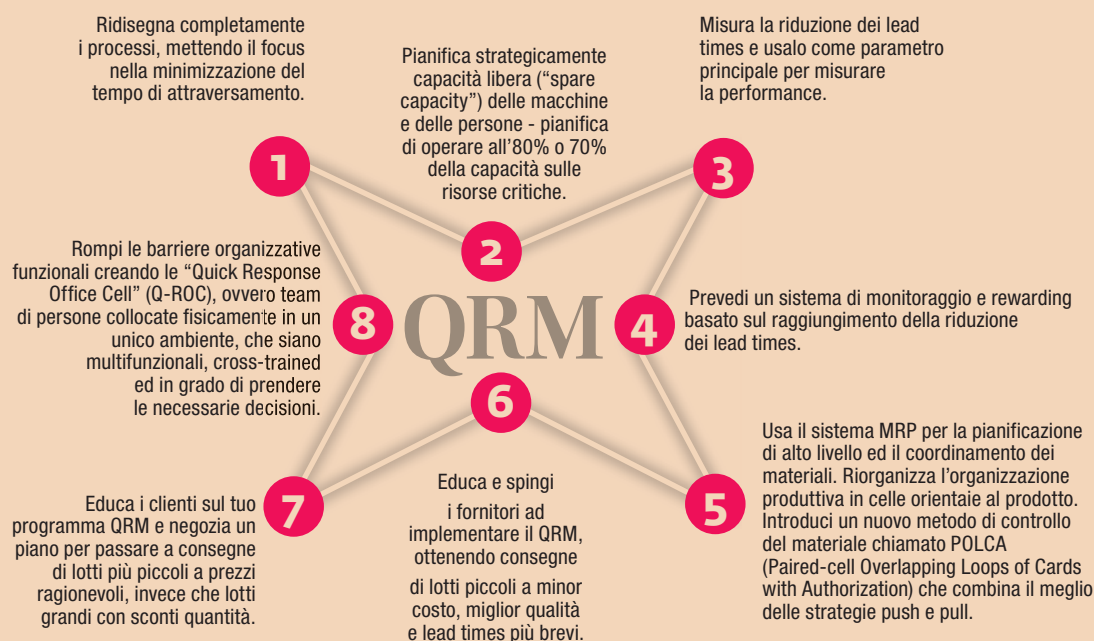 Ridisegna completamente
i processi, mettendo il focus
nella minimizzazione del
tempo di attraversamento.
1
Pianifica strategicamente
capacità libera (“spare
capacity”) delle macchine
e delle persone - pianifica
di operare all’80% o 70%
della capacità sulle
risorse critiche.
2
Misura la riduzione dei lead
times e usalo come parametro
principale per misurare
la performance.
3
QRM
4
Prevedi un sistema di monitoraggio e rewarding
basato sul raggiungimento della riduzione
dei lead times.
5
Usa il sistema MRP per la pianificazione
di alto livello ed il coordinamento dei
materiali. Riorganizza l’organizzazione
produttiva in celle orientaie al prodotto.
Introduci un nuovo metodo di controllo
del materiale chiamato POLCA
(Paired-cell Overlapping Loops of Cards
with Authorization) che combina il meglio
delle strategie push e pull.
6
Educa e spingi
i fornitori ad
implementare il QRM,
ottenendo consegne
di lotti piccoli a minor
costo, miglior qualità
e lead times più brevi.
7
Educa i clienti sul tuo
programma QRM e negozia un
piano per passare a consegne
di lotti più piccoli a prezzi
ragionevoli, invece che lotti
grandi con sconti quantità.
8
Rompi le barriere organizzative
funzionali creando le “Quick Response
Office Cell” (Q-ROC), ovvero team
di persone collocate fisicamente in un
unico ambiente, che siano
multifunzionali, cross-trained
ed in grado di prendere
le necessarie decisioni.